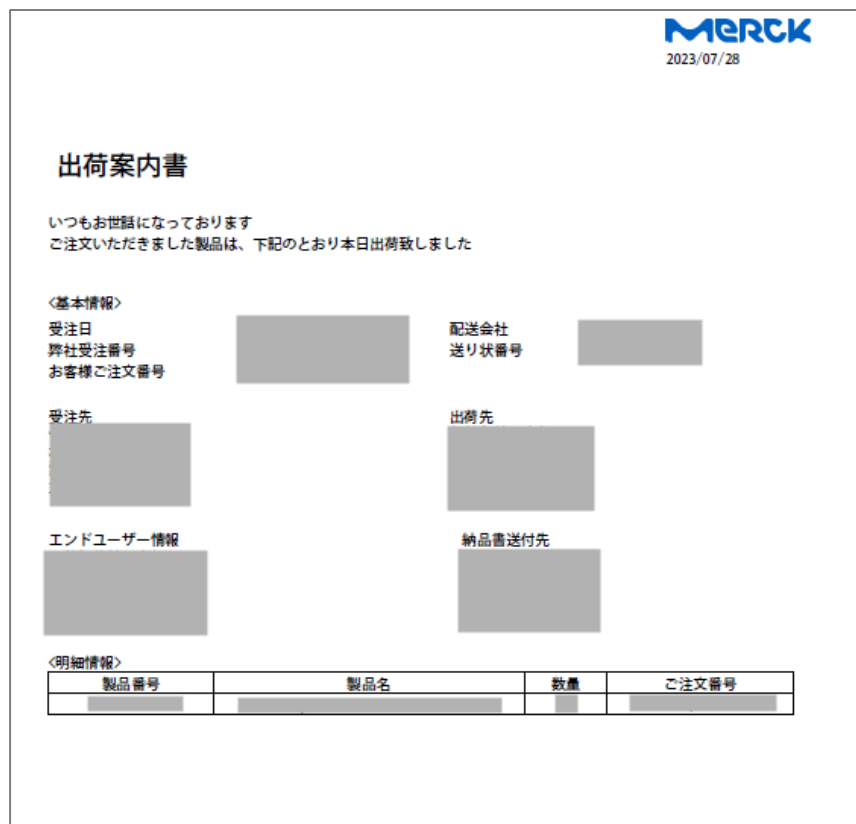 MERCK
2023/07/28
出荷案内書
いつもお世話になっております
ご注文いただきました製品は、下記のとおり本日出荷致しました
<基本情報>
受注日
弊社受注番号
お客様ご注文番号
配送会社
送り状番号
受注先
出荷先
エンドユーザー情報
納品書送付先
<明細情報>
製品番号 製品名 数量 ご注文番号